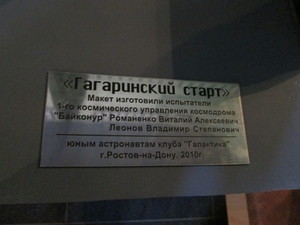 «Гагаринский старт»
Макет изготовили испытатели
1-го космического управления космодрома
"Байконур" Романенко Виталий Алексеевич
Леонов Владимир Степанович
юным астронавтам клуба "Галактика"
г.Ростов-на-Дону, 2010г.